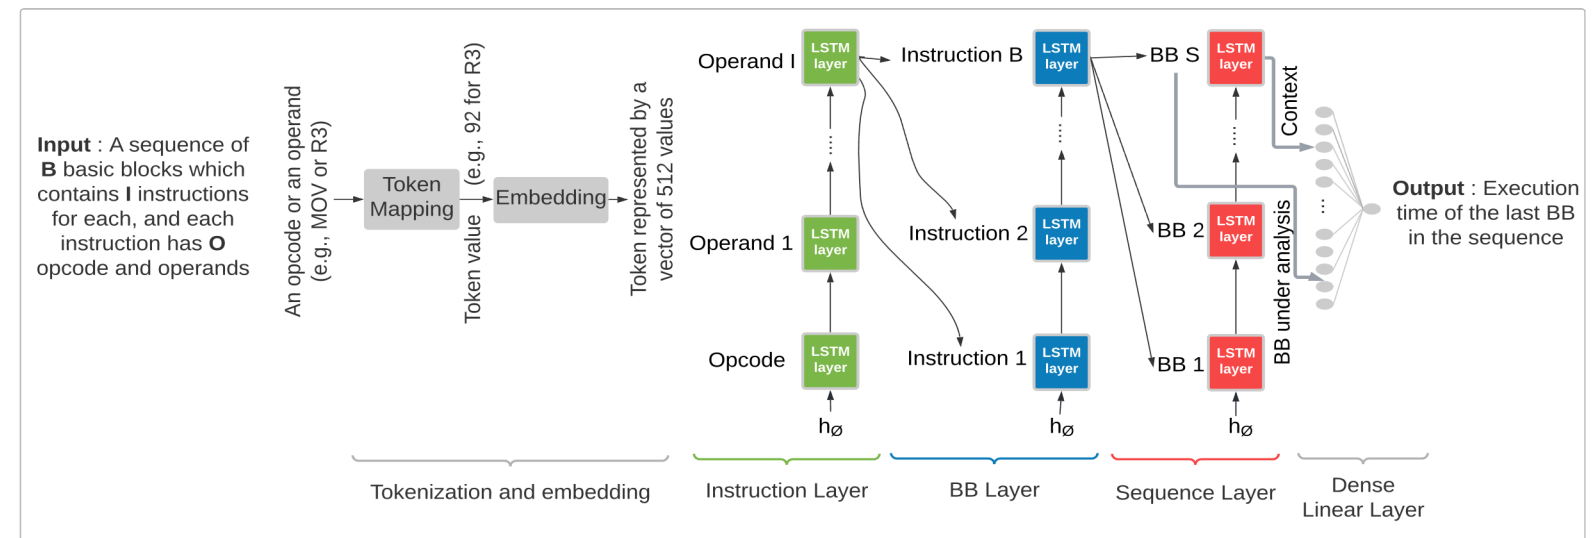 Input : A sequence of
B basic blocks which
contains I instructions
for each, and each
instruction has O
opcode and operands
An opcode or an operand
(e.g., MOV or R3)
Token
Mapping
Token value (e.g., 92 for R3)
Embedding
Token represented by a
vector of 512 values
Operand I
LSTM
layer
Operand 1
LSTM
layer
Opcode
LSTM
layer
hø
Instruction B
LSTM
layer
Instruction 2
LSTM
layer
Instruction 1
LSTM
layer
hø
BB S
LSTM
layer
BB 2
LSTM
layer
BB 1
LSTM
layer
hø
Context
BB under analysis
Output : Execution
time of the last BB
in the sequence
Tokenization and embedding
Instruction Layer
BB Layer
Sequence Layer
Dense
Linear Layer